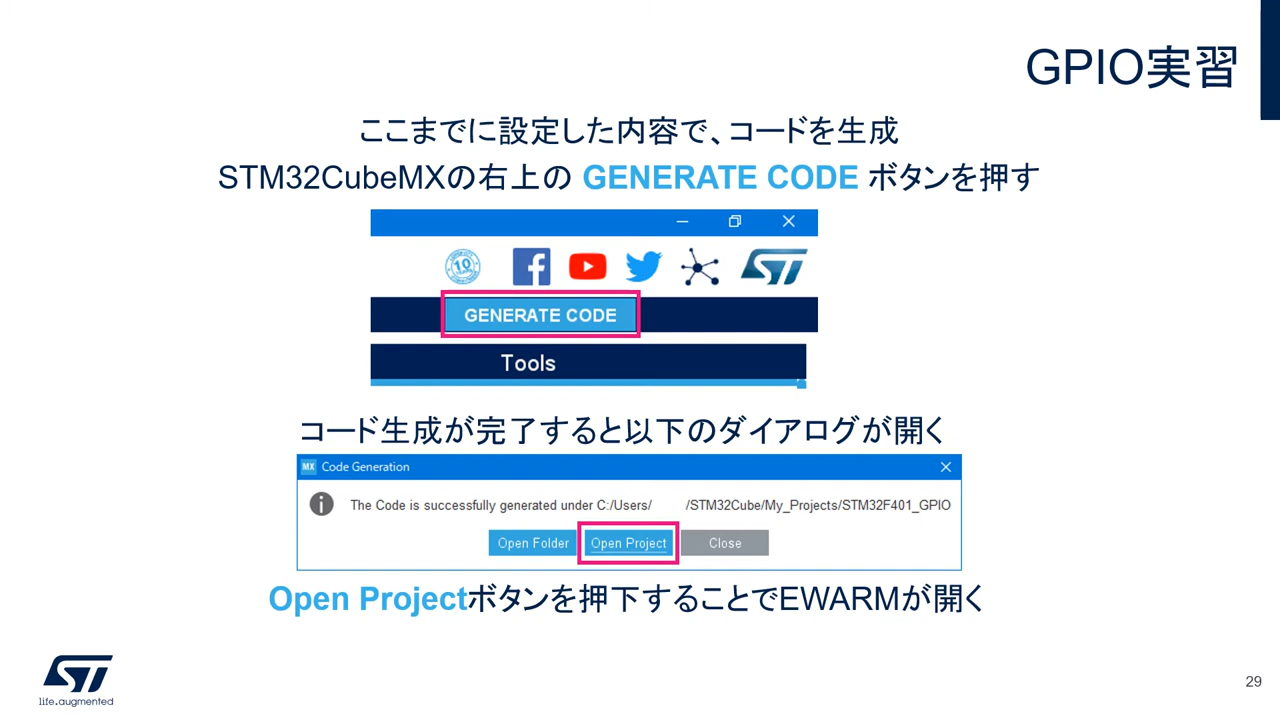 GPIO実習
ここまでに設定した内容で、コードを生成
STM32CubeMXの右上の GENERATE CODE ボタンを押す
10
GENERATE CODE
Tools
コード生成が完了すると以下のダイアログが開く
MX Code Generation
The Code is successfully generated under C:/Users/ /STM32Cube/My_Projects/STM32F401_GPIO
Open Folder Open Project Close
Open Projectボタンを押下することでEWARMが開く
ST
life.augmented
29